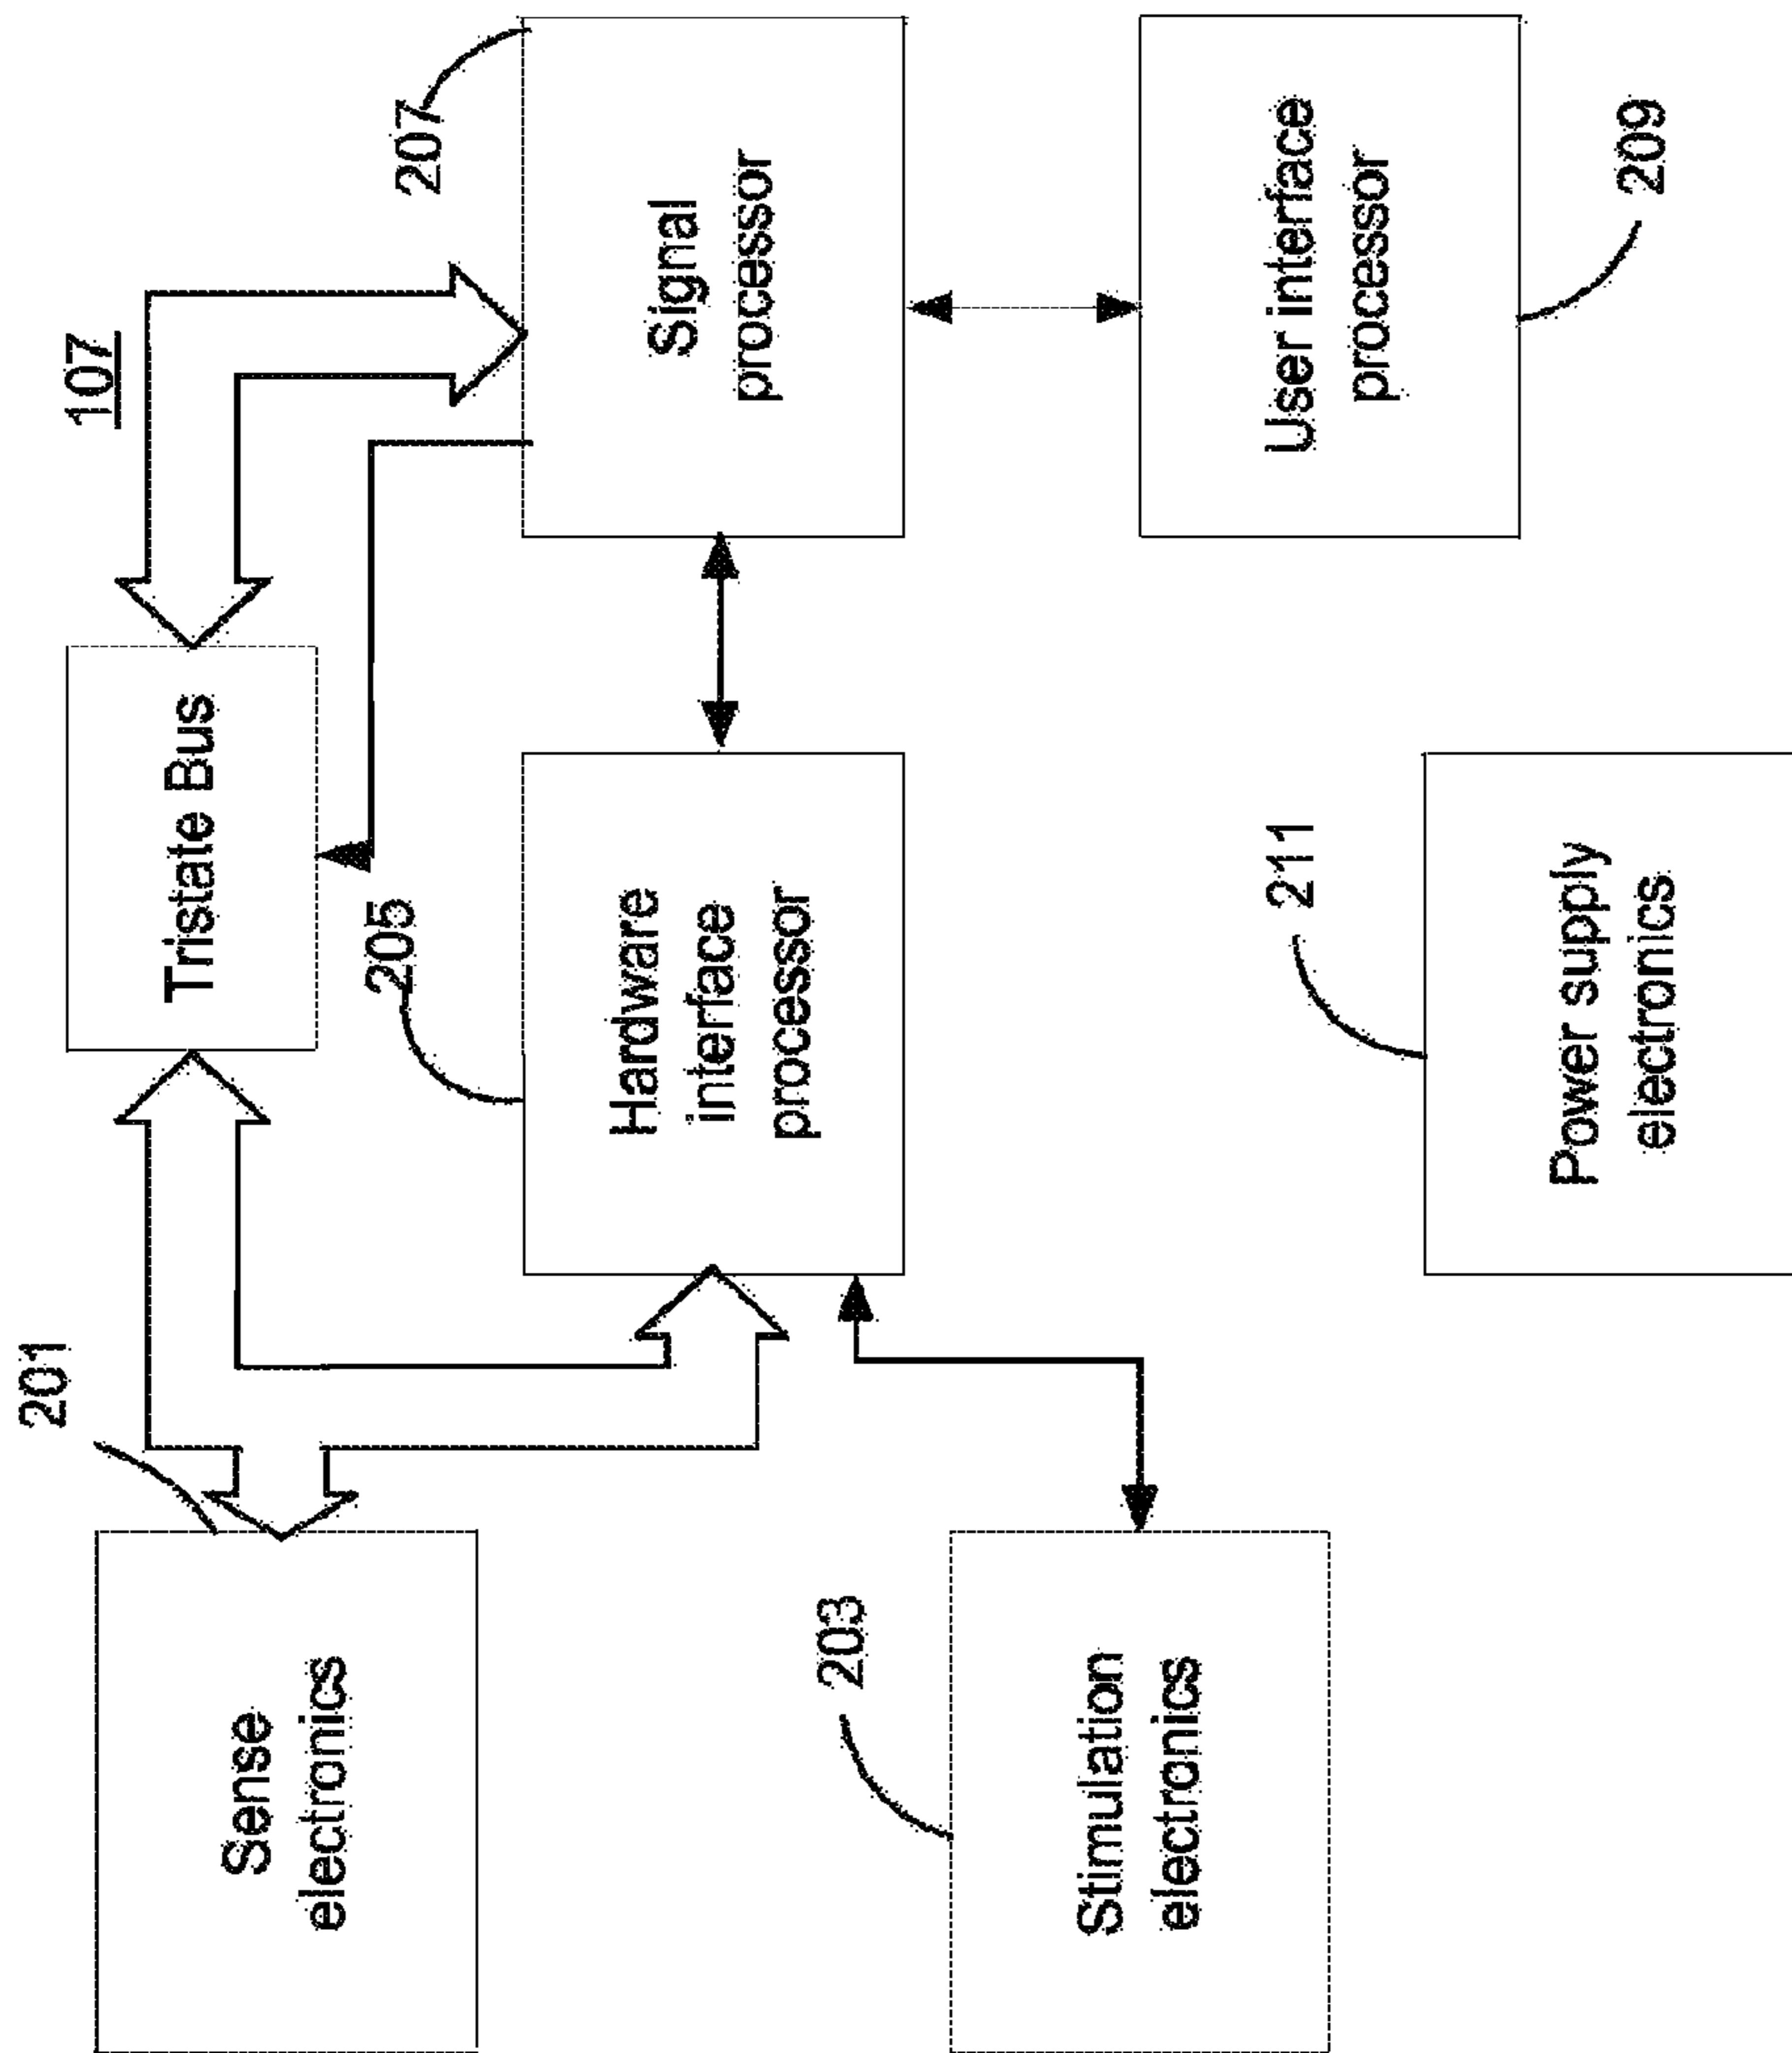 107
201
Sense
electronics
Tristate Bus
207
Signal
processor
205
Hardware
interface
processor
203
Stimulation
electronics
User interface
processor
209
211
Power supply
electronics